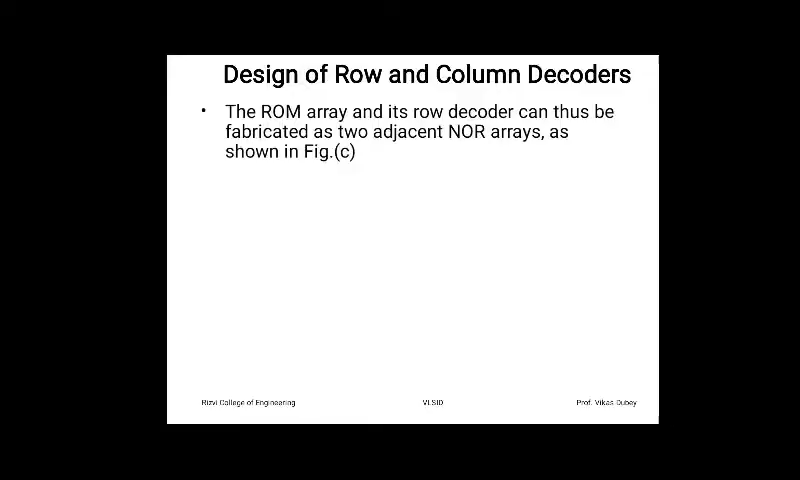 Design of Row and Column Decoders
• The ROM array and its row decoder can thus be
fabricated as two adjacent NOR arrays, as
shown in Fig.(c)
Rizvi College of Engineering VLSID Prof. Vikas Dubey